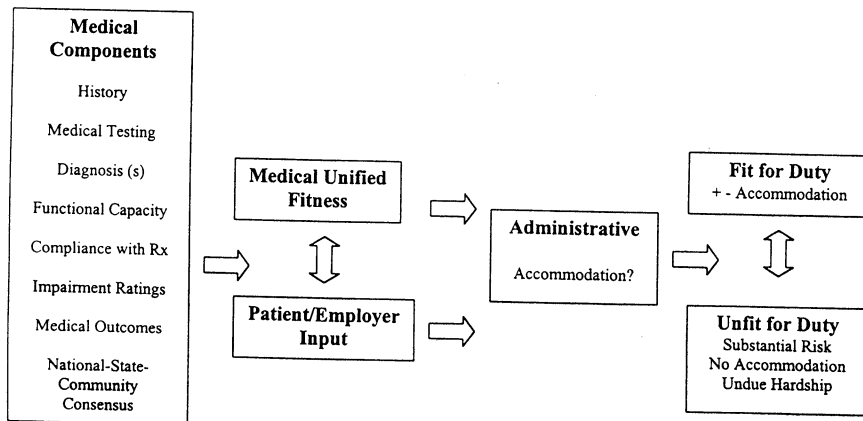 Medical
Components
History
Medical Testing
Diagnosis (s)
Functional Capacity
Compliance with Rx
Impairment Ratings
Medical Outcomes
National-State-
Community
Consensus
Medical Unified
Fitness
Patient/Employer
Input
Administrative
Accommodation?
Fit for Duty
+ - Accommodation
Unfit for Duty
Substantial Risk
No Accommodation
Undue Hardship